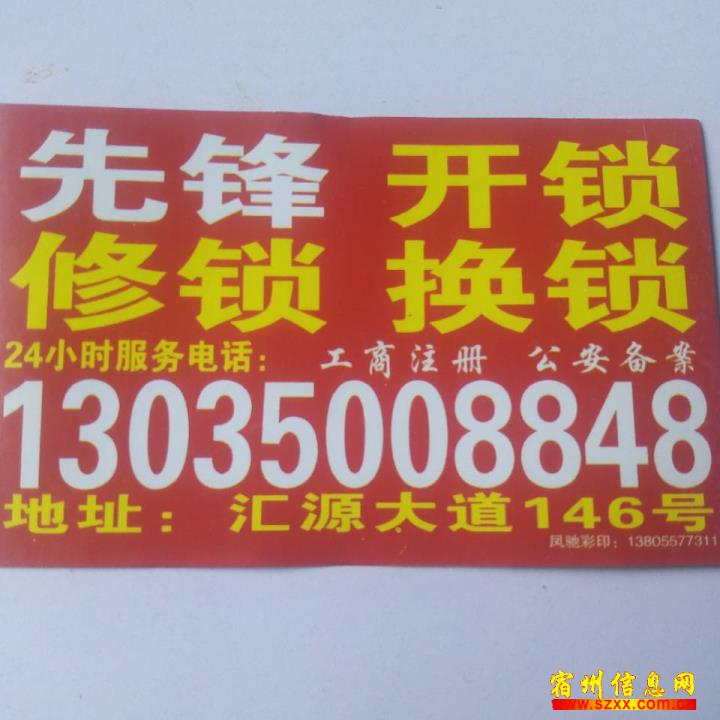 先锋 开锁
修锁 换锁
24小时服务电话： 工商注册 公安备案
13035008848
地址： 汇源大道146号
凤驰彩印：13805577311
宿州信息网
www.szxx.com.cn